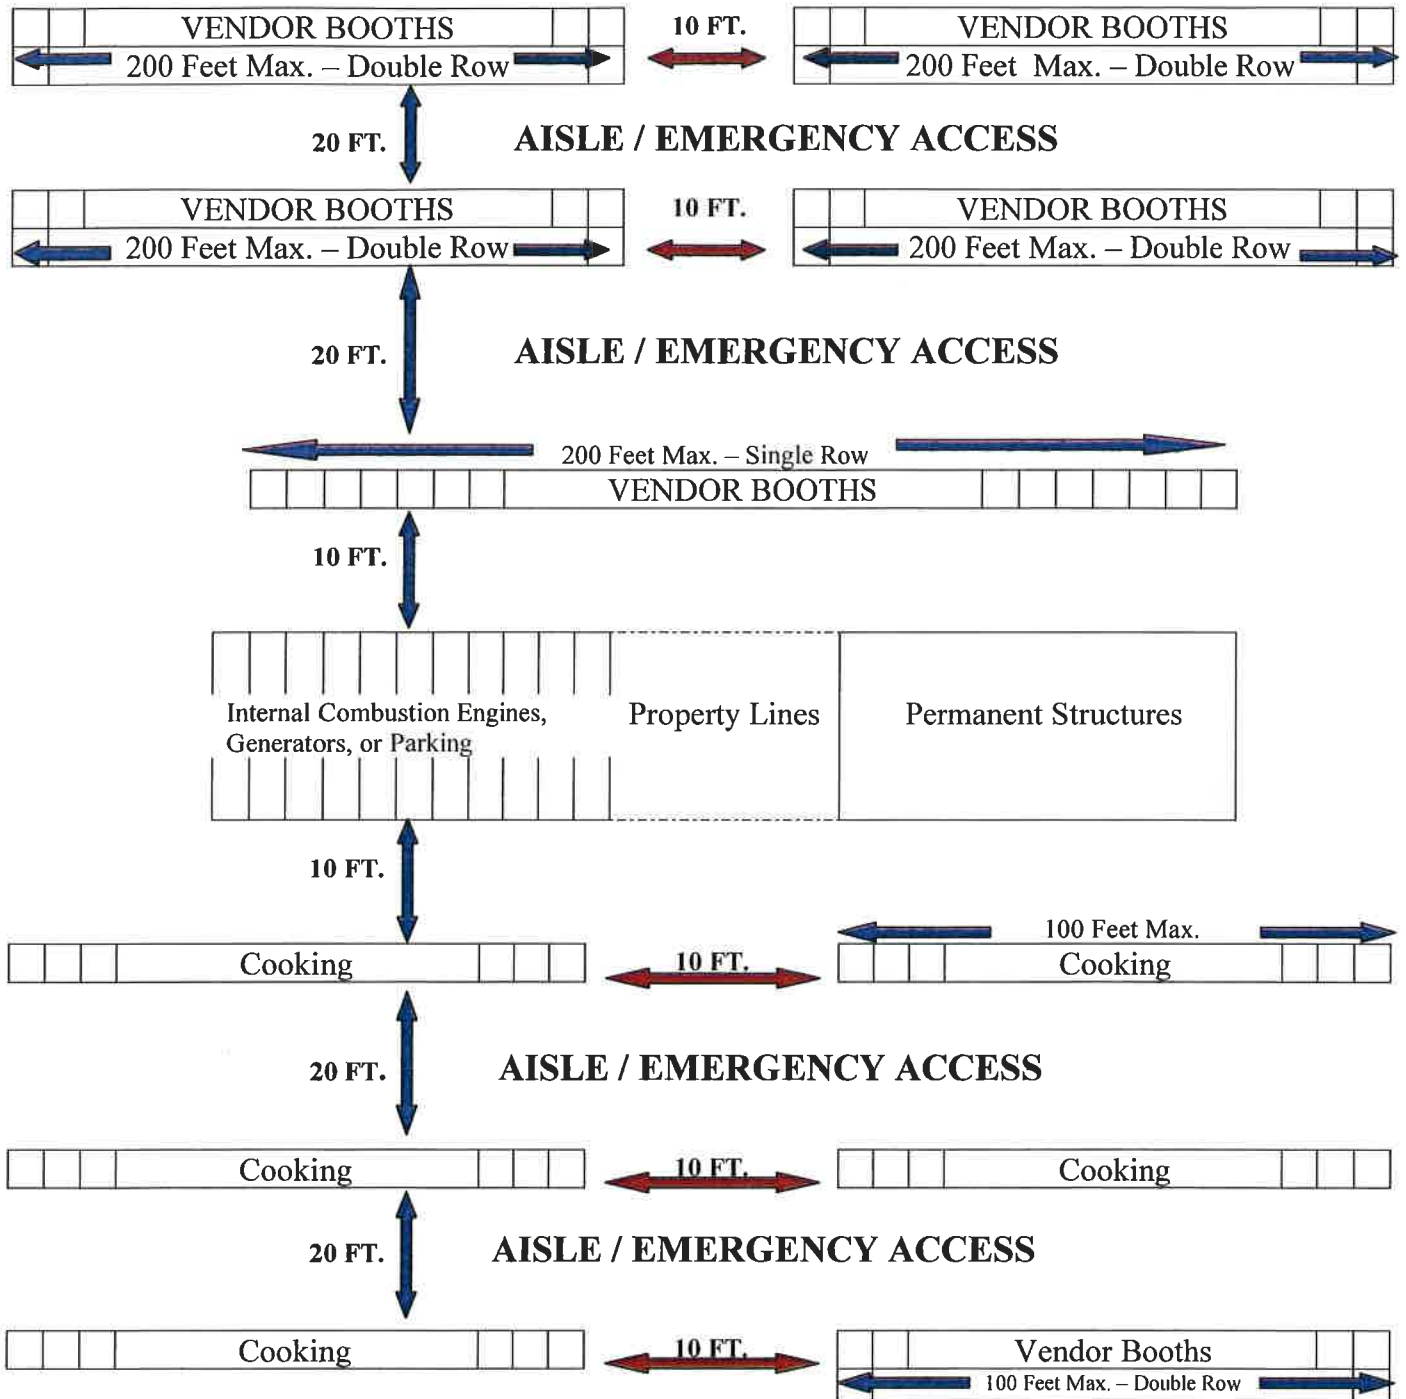 VENDOR BOOTHS
200 Feet Max. – Double Row
10 FT.
VENDOR BOOTHS
200 Feet Max. – Double Row
20 FT.
AISLE / EMERGENCY ACCESS
VENDOR BOOTHS
200 Feet Max. – Double Row
10 FT.
VENDOR BOOTHS
200 Feet Max. – Double Row
20 FT.
AISLE / EMERGENCY ACCESS
200 Feet Max. – Single Row
VENDOR BOOTHS
10 FT.
Internal Combustion Engines,
Generators, or Parking
Property Lines
Permanent Structures
10 FT.
Cooking
10 FT.
100 Feet Max.
Cooking
20 FT.
AISLE / EMERGENCY ACCESS
Cooking
10 FT.
Cooking
20 FT.
AISLE / EMERGENCY ACCESS
Cooking
10 FT.
Vendor Booths
100 Feet Max. – Double Row